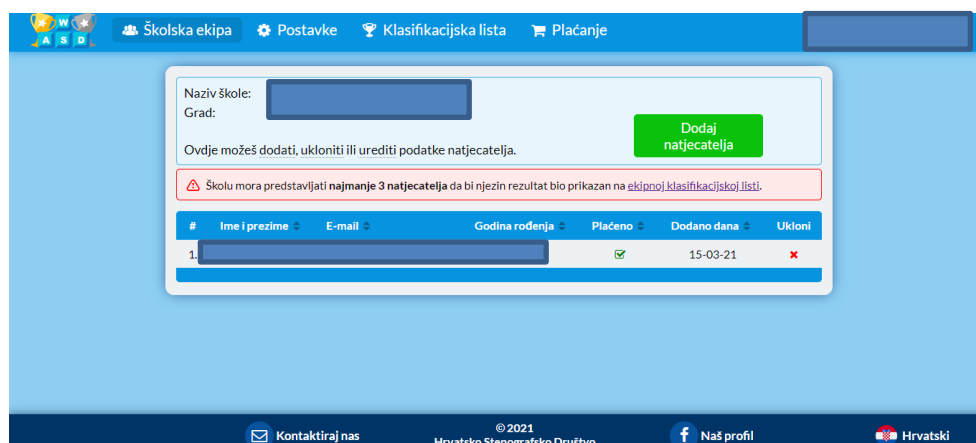 W
A S D
Školska ekipa Postavke Klasifikacijska lista Plaćanje
Naziv škole:
Grad:
Dodaj
natjecatelja
Ovdje možeš dodati, ukloniti ili urediti podatke natjecatelja.
Školu mora predstavljati najmanje 3 natjecatelja da bi njezin rezultat bio prikazan na ekipnoj klasifikacijskoj listi.
# Ime i prezime E-mail Godina rođenja Plaćeno Dodano dana Ukloni
1. 15-03-21
Kontaktiraj nas
© 2021
Hrvatsko Stenografsko Društvo
Naš profil
Hrvatski